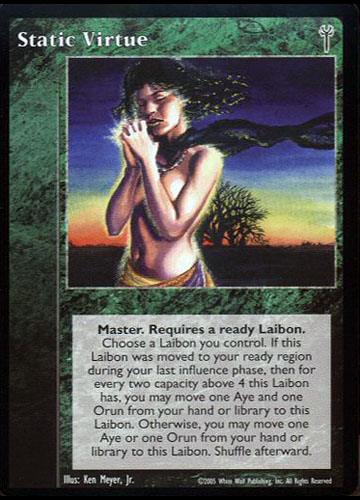 Static Virtue
Master. Requires a ready Laibon.
Choose a Laibon you control. If this
Laibon was moved to your ready region
during your last influence phase, then for
every two capacity above 4 this Laibon
has, you may move one Aye and one
Orun from your hand or library to this
Laibon. Otherwise, you may move one
Aye or one Orun from your hand or
library to this Laibon. Shuffle afterward.
Illus: Ken Meyer, Jr. ©2005 White Wolf Publishing, Inc. All Rights Reserved